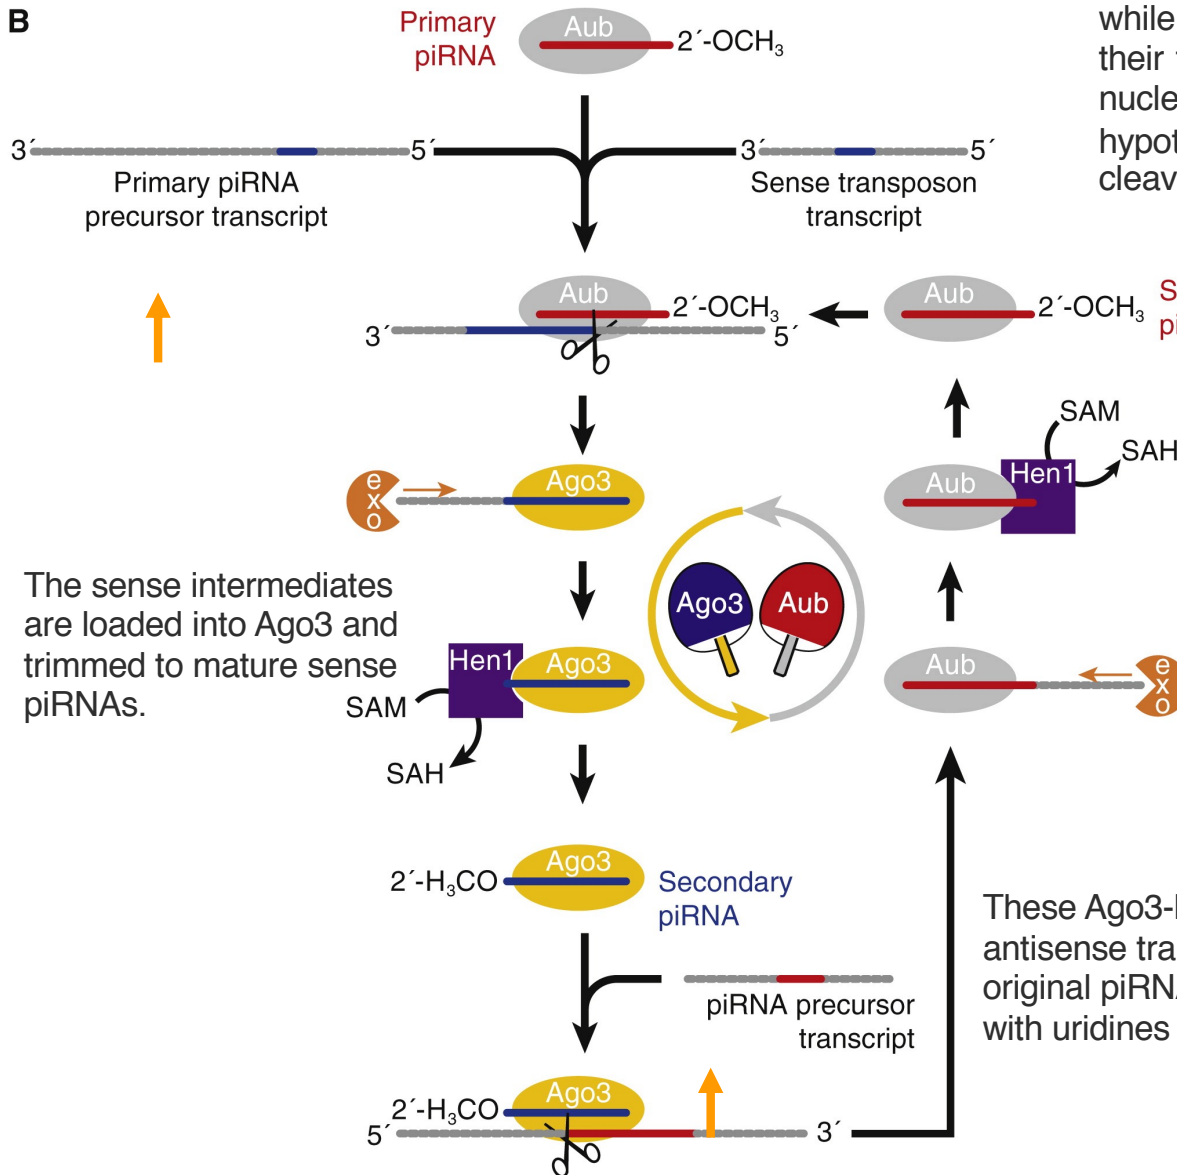 B
Primary
piRNA
Aub
2´-OCH3
while
their
nucle
hypot
cleav
3´
5´
3´
5´
Primary piRNA
precursor transcript
Sense transposon
transcript
Aub
2´-OCH3
3´
5´
Aub
2´-OCH3
S
pi
SAM
SAH
Hen1
Aub
exo
Ago3
The sense intermediates
are loaded into Ago3 and
trimmed to mature sense
piRNAs.
Ago3
Aub
Hen1
Ago3
SAM
SAH
Aub
exo
2´-H3CO
Ago3
Secondary
piRNA
These Ago3-
antisense tra
original piRN
with uridines
piRNA precursor
transcript
2´-H3CO
Ago3
5´
3´